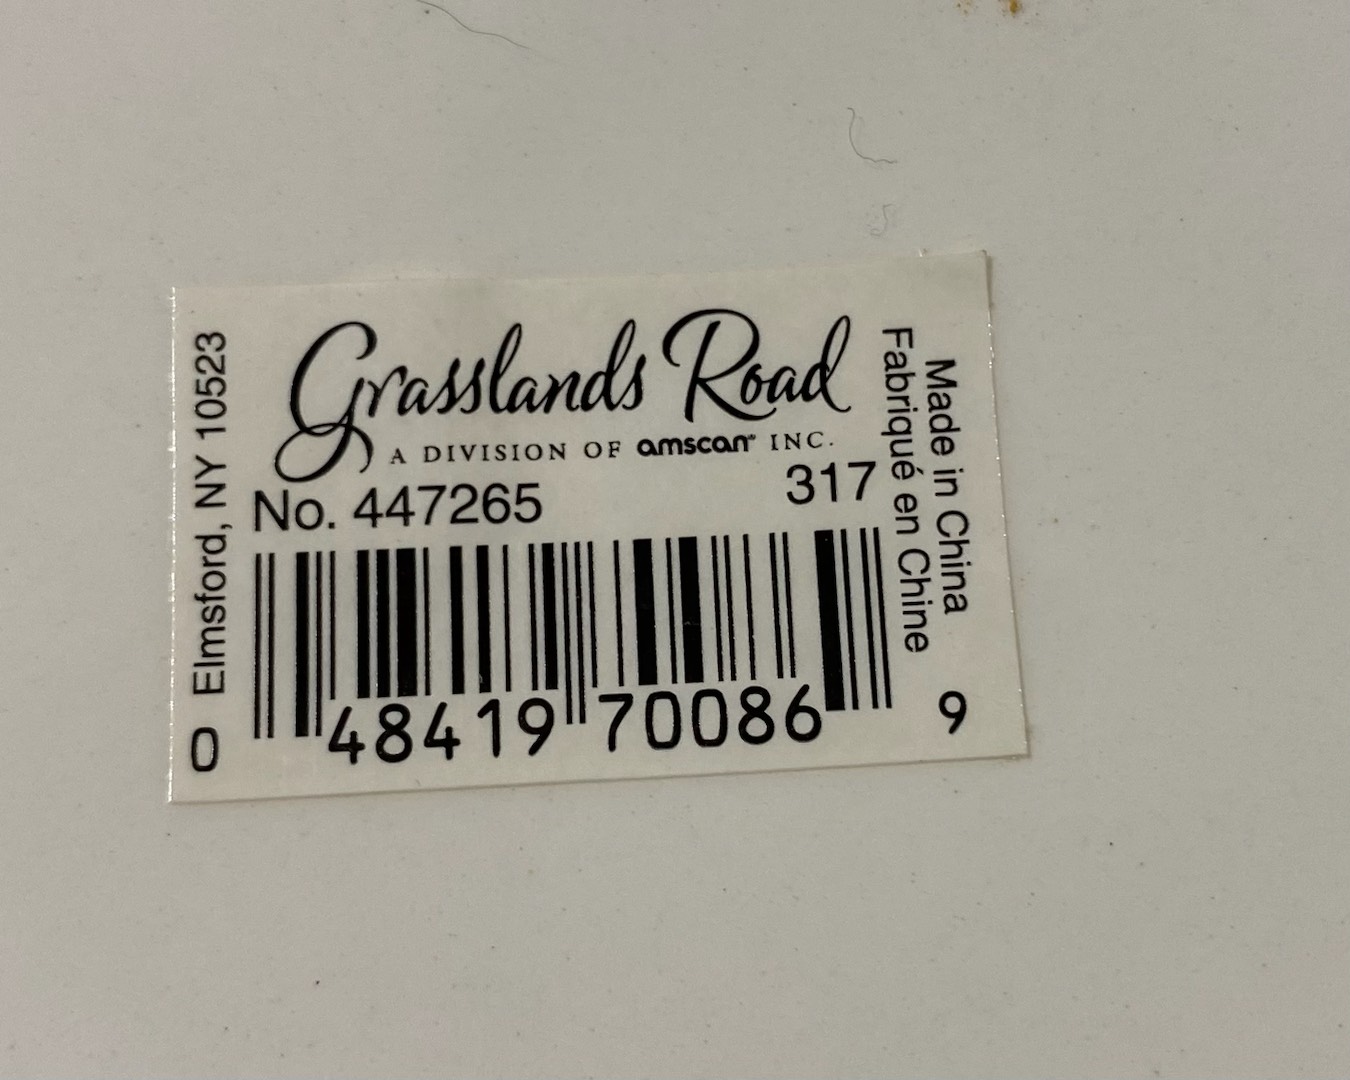 Grasslands Road
A DIVISION OF amscan® INC.
No. 447265 317
0 48419 70086 9
Elmsford, NY 10523
Made in China
Fabriqué en Chine